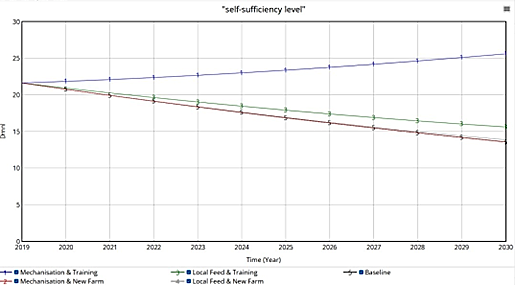 "self-sufficiency level"
30
25
20
15
10
5
0
Dmnl
2019 2020 2021 2022 2023 2024 2025 2026 2027 2028 2029 2030
Time (Year)
Mechanisation & Training Local Feed & Training Baseline
Mechanisation & New Farm Local Feed & New Farm